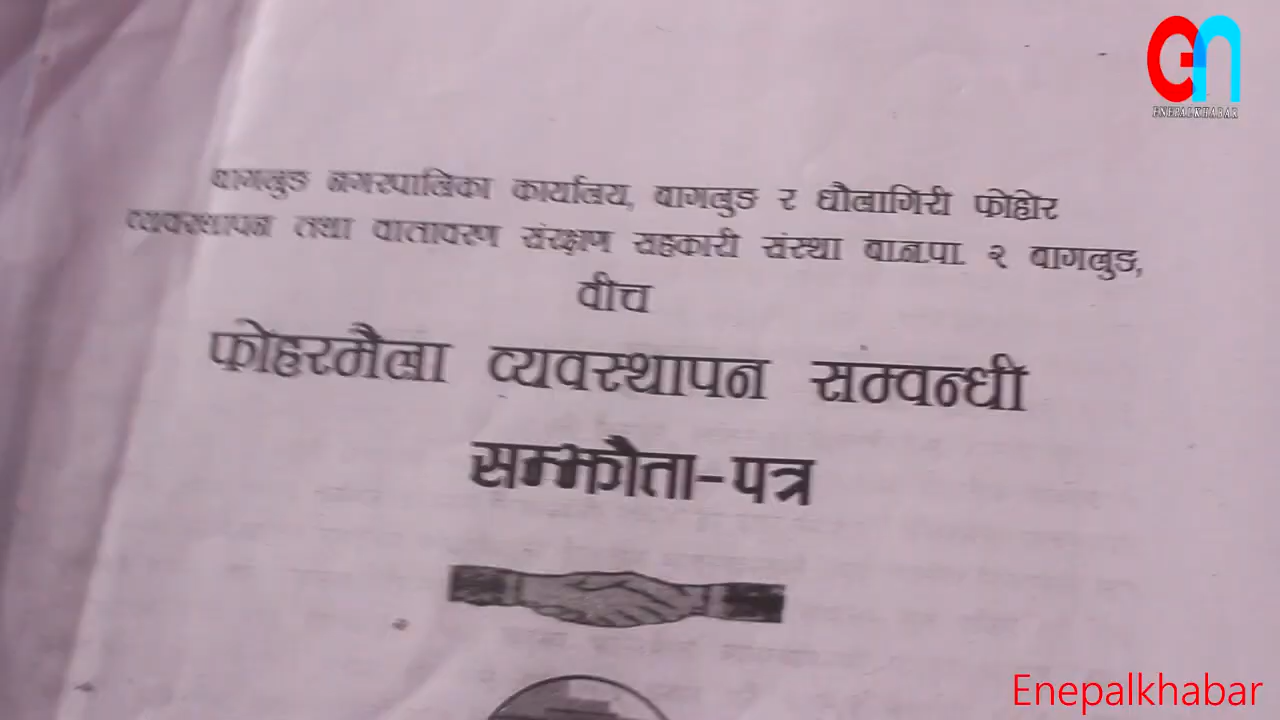 ENEPALKHABAR
बागलुङ नगरपालिका कार्यालय, बागलुङ र धौलागिरी फोहोर
व्यवस्थापन तथा वातावरण संरक्षण सहकारी संस्था बा.न.पा. २ बागलुङ,
वीच
फोहरमैला व्यवस्थापन सम्वन्धी
सम्झौता-पत्र
Enepalkhabar